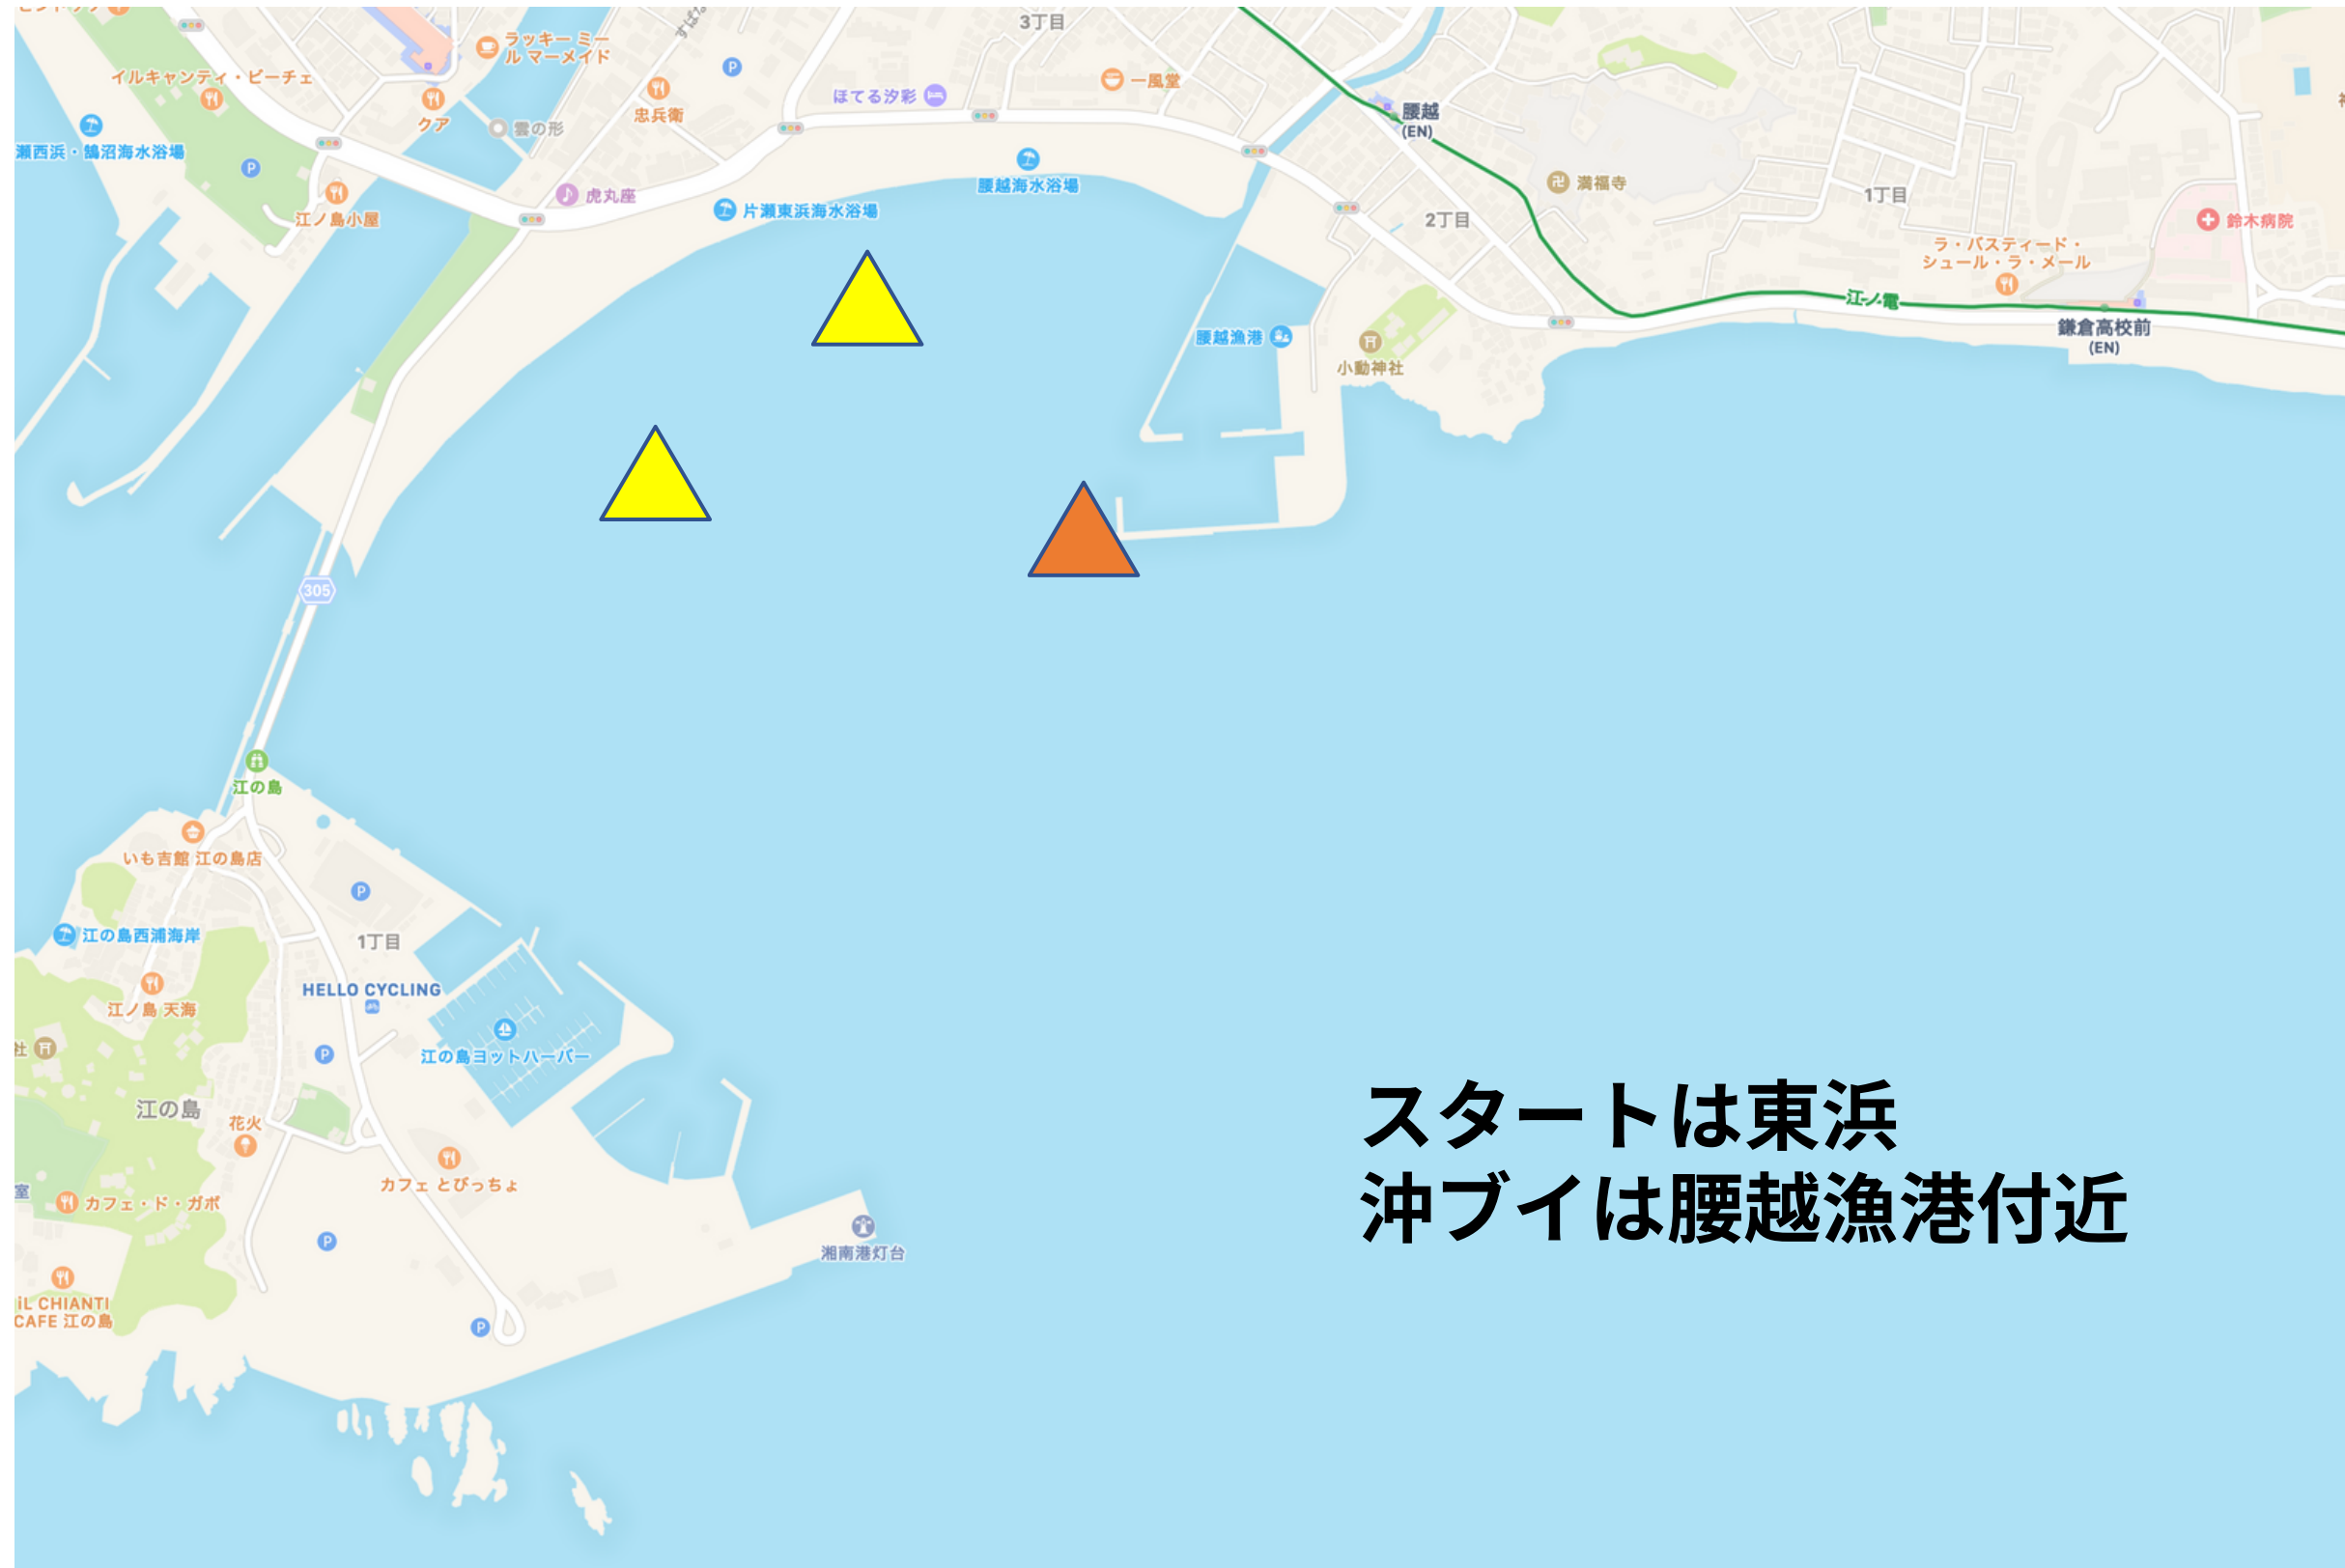 3丁目
ラッキー ミー
ル マーメイド
イルキャンティ・ビーチェ
P
ほてる汐彩
一風堂
クア
忠兵衛
雲の形
腰越
(EN)
瀬西浜・鵠沼海水浴場
P
虎丸座
片瀬東浜海水浴場
腰越海水浴場
満福寺
1丁目
2丁目
江ノ島小屋
鈴木病院
ラ・バスティード・
シュール・ラ・メール
江ノ電
鎌倉高校前
(EN)
腰越漁港
小動神社
305
江の島
いも吉館 江の島店
P
江の島西浦海岸
1丁目
HELLO CYCLING
江ノ島 天海
社
P
江の島ヨットハーバー
江の島
花火
カフェ とびっちょ
室
カフェ・ド・ガボ
P
湘南港灯台
iL CHIANTI
CAFE 江の島
P
スタートは東浜
沖ブイは腰越漁港付近